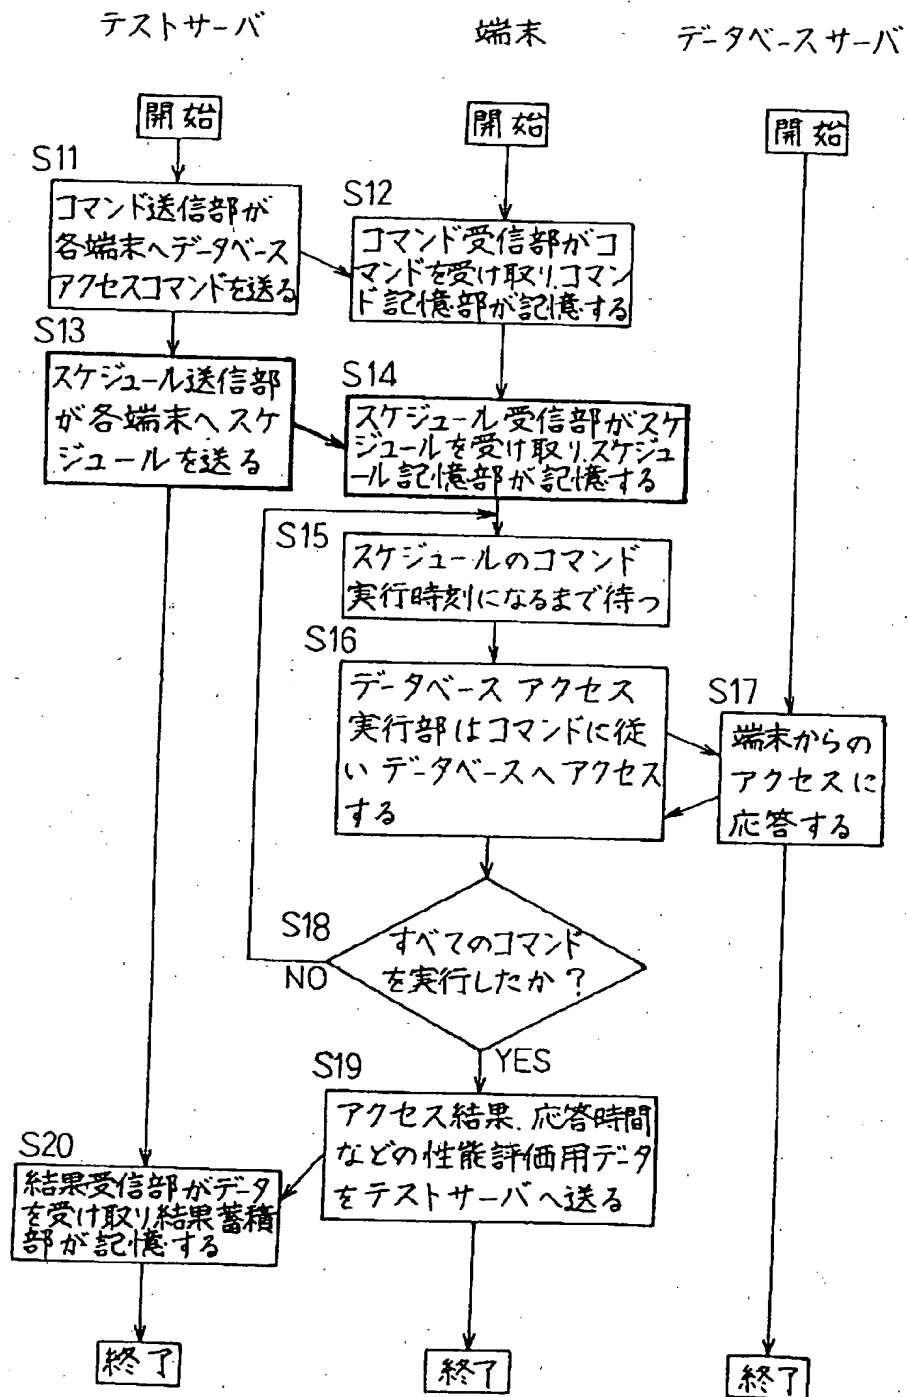 テストサーバ
端末
データベースサーバ
開始
開始
開始
S11
コマンド送信部が
各端末へデータベース
アクセスコマンドを送る
S12
コマンド受信部がコ
マンドを受け取り、コマン
ド記憶部が記憶する
S13
スケジュール送信部
が各端末へスケ
ジュールを送る
S14
スケジュール受信部がスケ
ジュールを受け取り、スケジュ
ール記憶部が記憶する
S15
スケジュールのコマンド
実行時刻になるまで待つ
S16
データベースアクセス
実行部はコマンドに従
いデータベースへアクセス
する
S17
端末からの
アクセスに
応答する
S18
すべてのコマンド
を実行したか?
NO
YES
S19
アクセス結果、応答時間
などの性能評価用データ
をテストサーバへ送る
S20
結果受信部がデータ
を受け取り結果蓄積
部が記憶する
終了
終了
終了